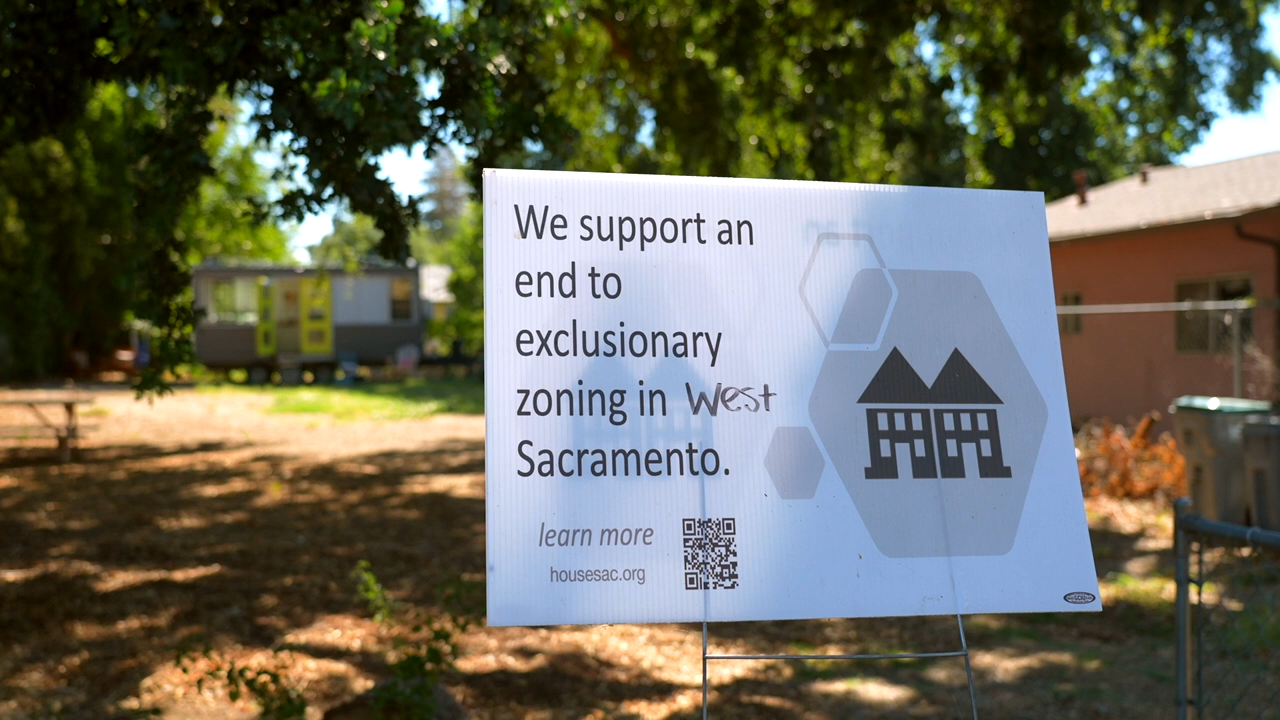 We support an
end to
exclusionary
zoning in West
Sacramento.
learn more
housesac.org